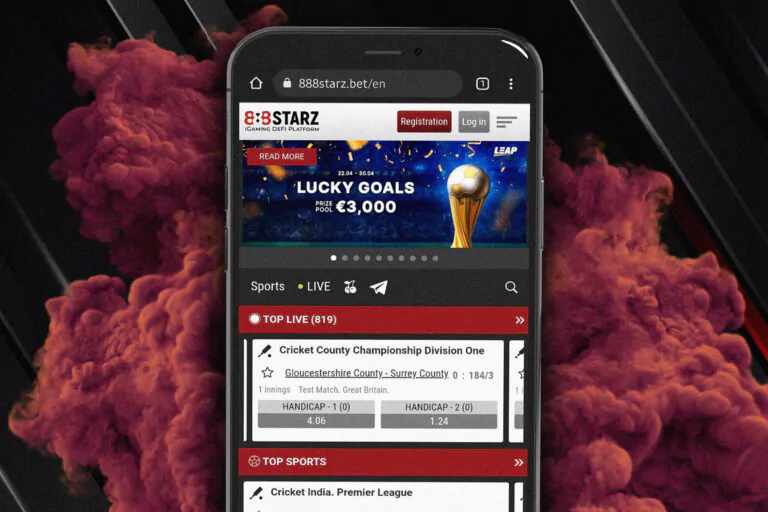 888starz.bet/en
1
888STARZ
iGAMING DEFI PLATFORM
Registration
Log in
READ MORE
LEAP
22.04 - 30.04
LUCKY GOALS
PRIZE POOL €3,000
Sports
LIVE
TOP LIVE (819)
Cricket County Championship Division One
Gloucestershire County - Surrey County 0 : 184/3
1 innings Test Match. Great Britain.
HANDICAP - 1 (0)
HANDICAP - 2 (0)
4.06
1.24
TOP SPORTS
Cricket India. Premier League